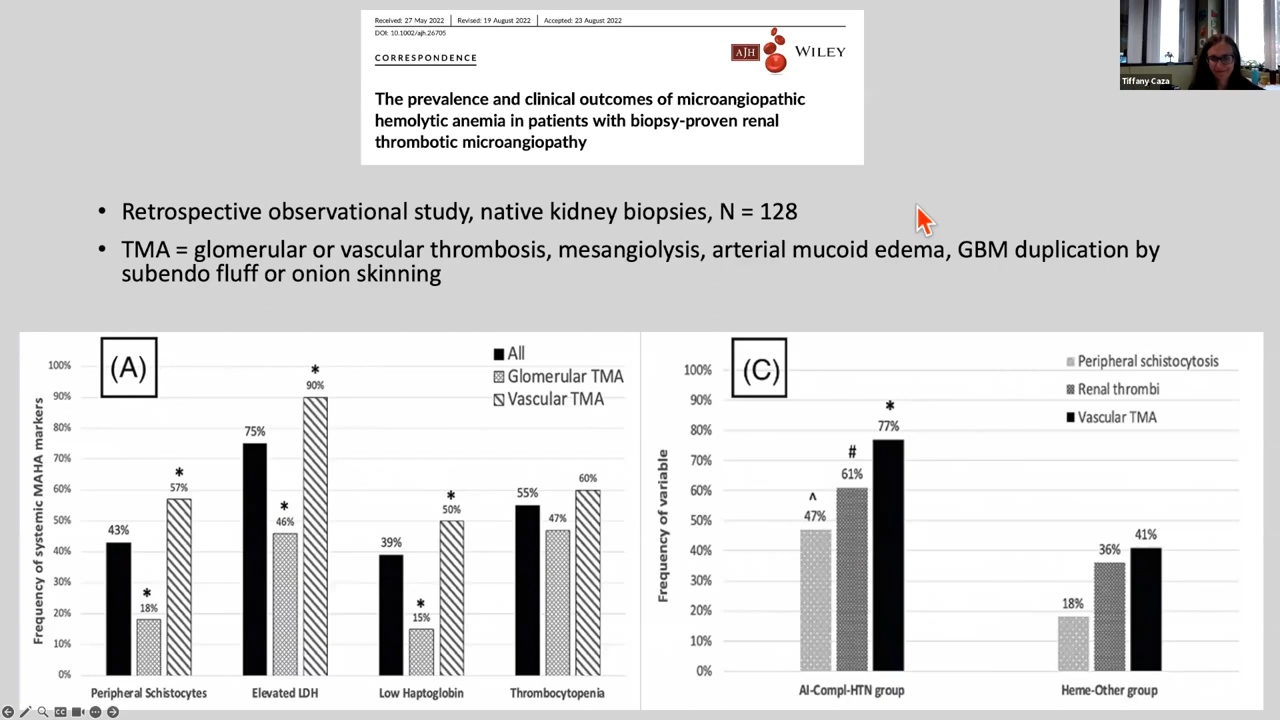 Received: 27 May 2022 | Revised: 19 August 2022 | Accepted: 23 August 2022
DOI: 10.1002/ajh.26705
CORRESPONDENCE
AJH WILEY
The prevalence and clinical outcomes of microangiopathic
hemolytic anemia in patients with biopsy-proven renal
thrombotic microangiopathy
Tiffany Caza
• Retrospective observational study, native kidney biopsies, N = 128
• TMA = glomerular or vascular thrombosis, mesangiolysis, arterial mucoid edema, GBM duplication by
subendo fluff or onion skinning
(A)
All
Glomerular TMA
Vascular TMA
Frequency of systemic MAHA markers
100%
90%
80%
70%
60%
50%
40%
30%
20%
10%
0%
43%
*
18%
*
57%
75%
*
46%
*
90%
39%
*
15%
*
50%
55%
47%
60%
Peripheral Schistocytes Elevated LDH Low Haptoglobin Thrombocytopenia
(C)
Peripheral schistocytosis
Renal thrombi
Vascular TMA
Frequency of variable
100%
90%
80%
70%
60%
50%
40%
30%
20%
10%
0%
^
47%
#
61%
*
77%
18%
36%
41%
AI-Compl-HTN group Heme-Other group